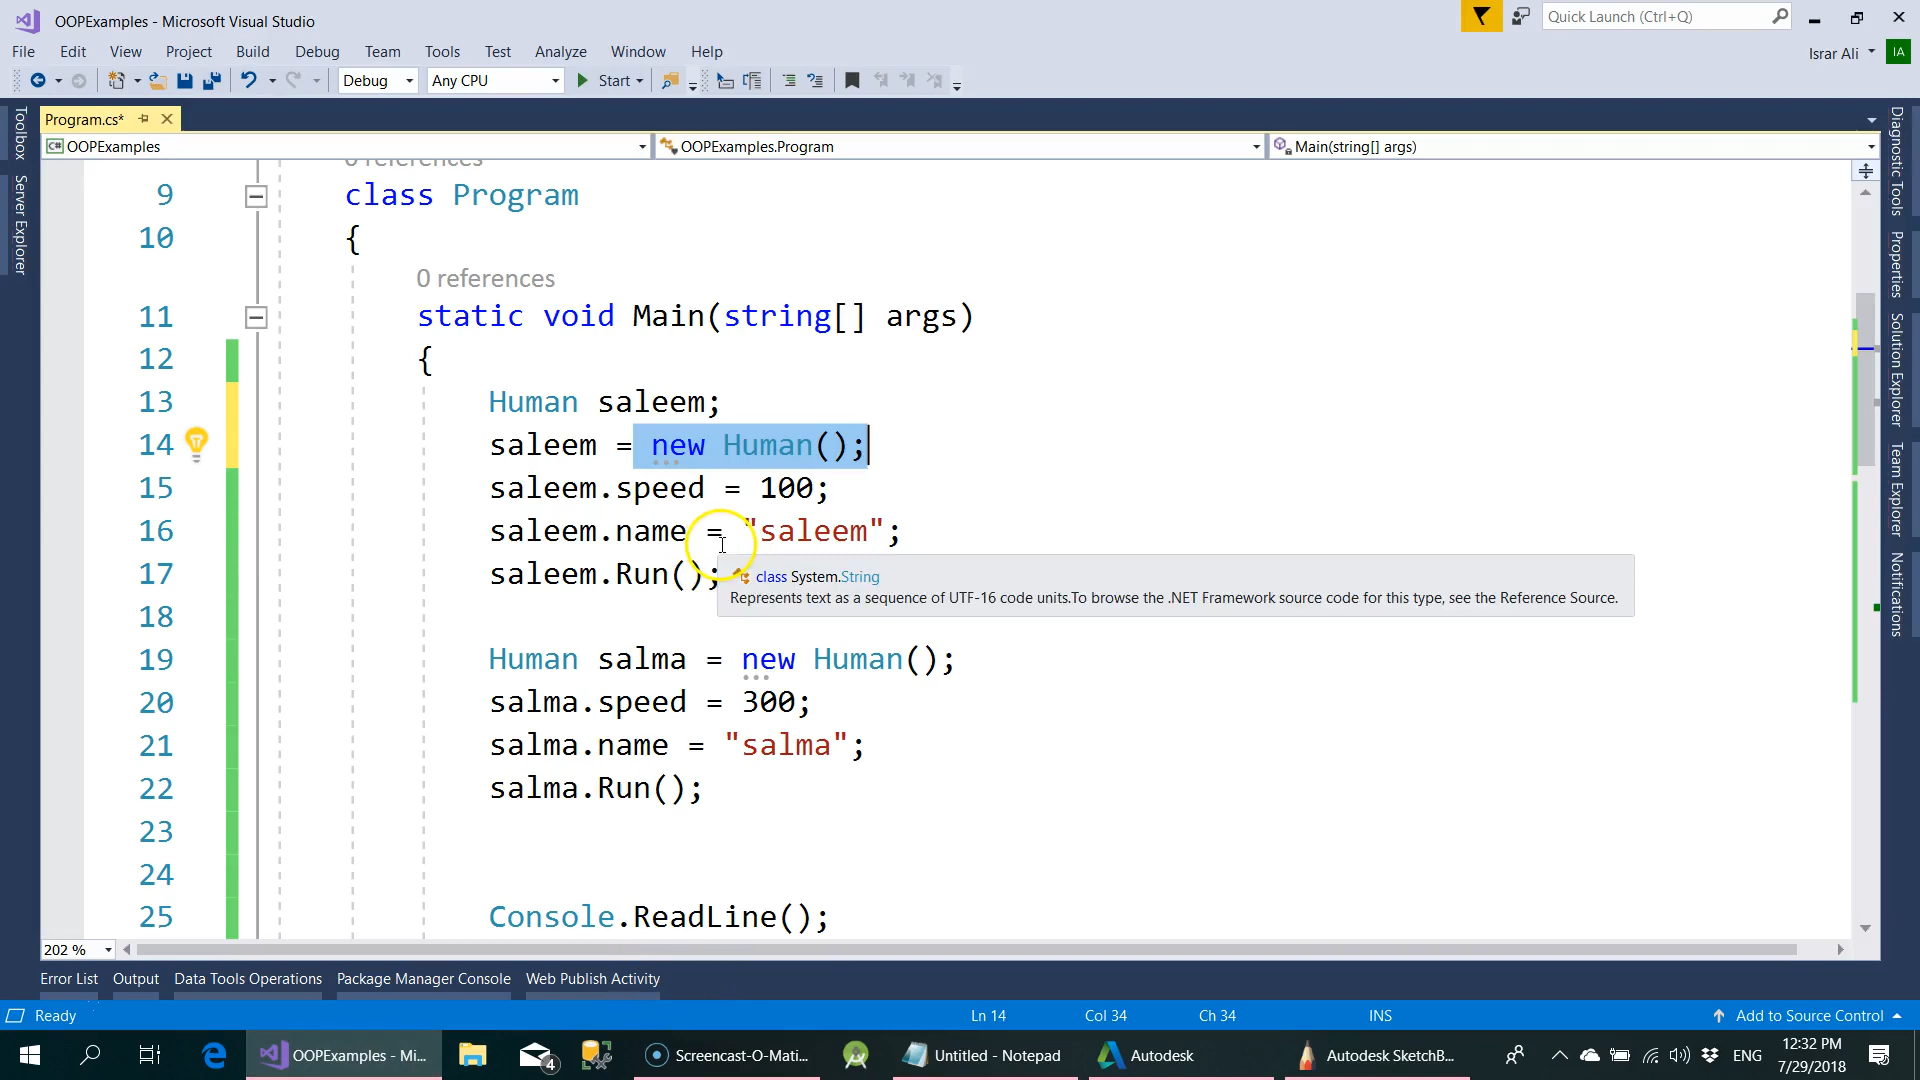 OOPExamples - Microsoft Visual Studio
Quick Launch (Ctrl+Q)
File Edit View Project Build Debug Team Tools Test Analyze Window Help
Israr Ali IA
Debug Any CPU Start
Toolbox
Server Explorer
Program.cs*
OOPExamples OOPExamples.Program Main(string[] args)
0 references
9 class Program
10 {
0 references
11 static void Main(string[] args)
12 {
13 Human saleem;
14 saleem = new Human();
15 saleem.speed = 100;
16 saleem.name = "saleem";
17 saleem.Run();
class System.String
Represents text as a sequence of UTF-16 code units.To browse the .NET Framework source code for this type, see the Reference Source.
18
19 Human salma = new Human();
20 salma.speed = 300;
21 salma.name = "salma";
22 salma.Run();
23
24
25 Console.ReadLine();
Diagnostic Tools
Properties
Solution Explorer
Team Explorer
Notifications
202 %
Error List Output Data Tools Operations Package Manager Console Web Publish Activity
Ready Ln 14 Col 34 Ch 34 INS Add to Source Control
OOPExamples - Mi... 4 Screencast-O-Mati... Untitled - Notepad Autodesk Autodesk SketchB... ENG 12:32 PM
7/29/2018